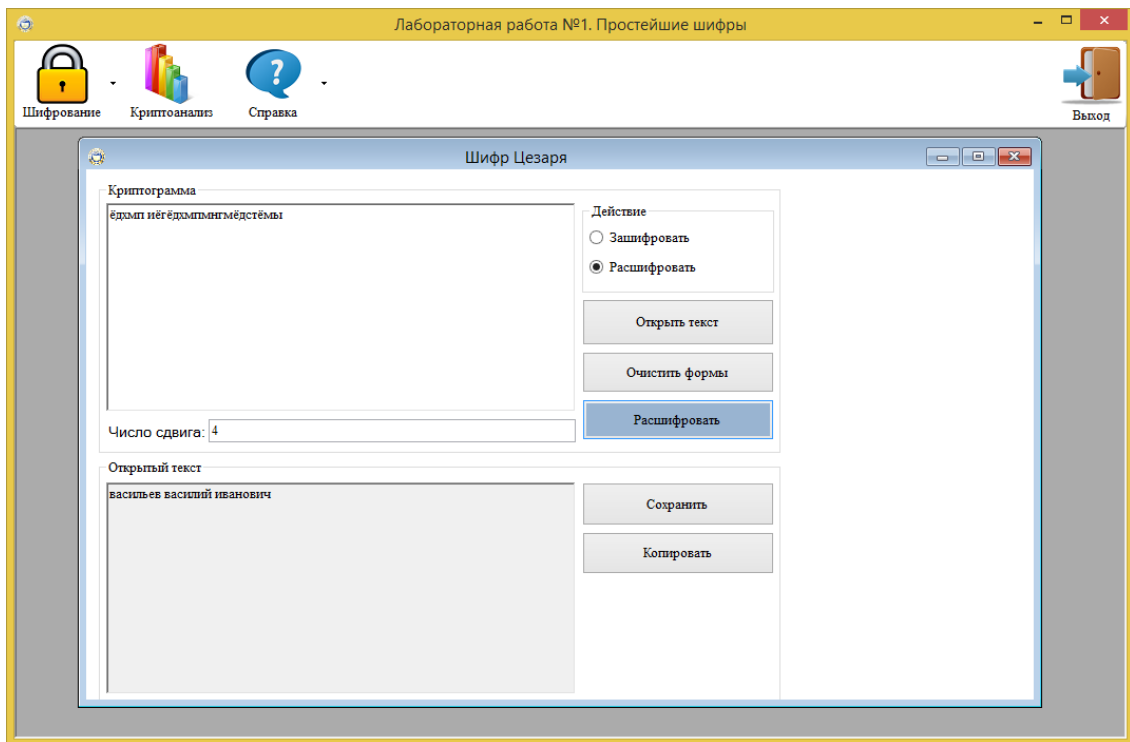 Лабораторная работа №1. Простейшие шифры
Шифрование
Криптоанализ
Справка
Выход
Шифр Цезаря
Криптограмма
ёдхмп иёгёдхмпмнгмёдстёмы
Действие
Зашифровать
Расшифровать
Открыть текст
Очистить формы
Расшифровать
Число сдвига: 4
Открытый текст
васильев василий иванович
Сохранить
Копировать